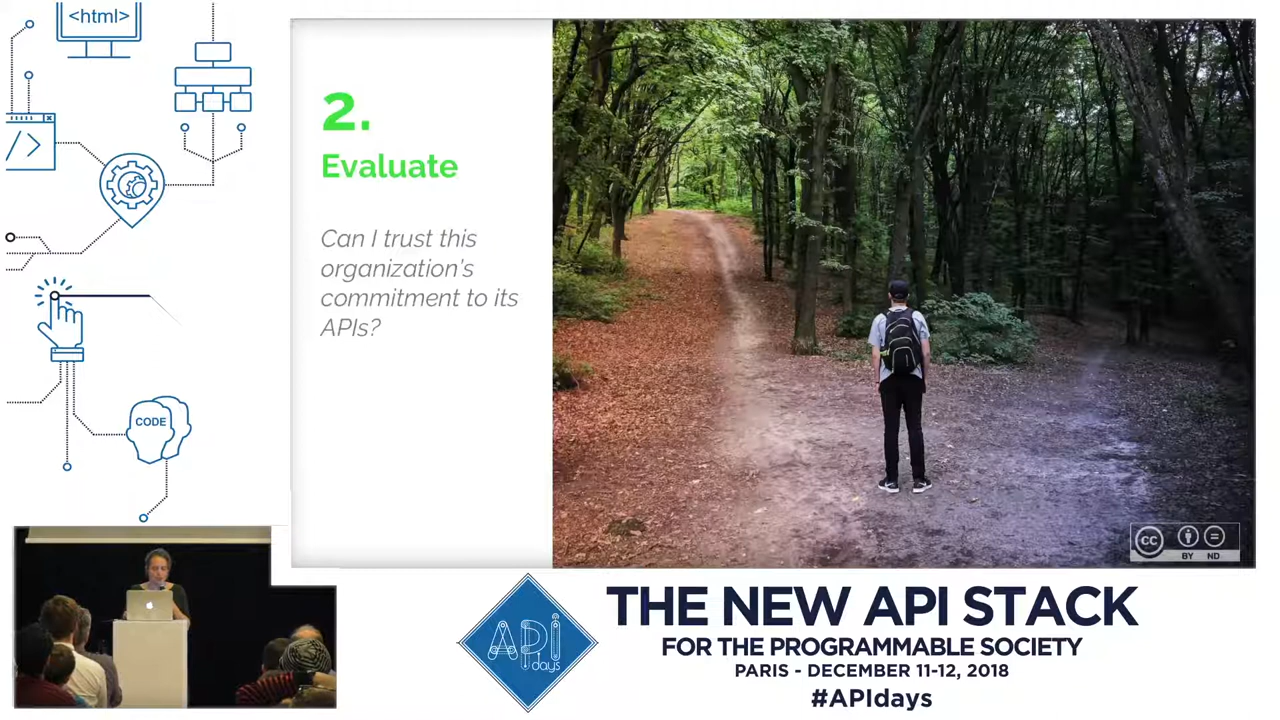 <html>
</>
CODE
2.
Evaluate
Can I trust this
organization's
commitment to its
APIs?
CC
BY ND
APi
days
THE NEW API STACK
FOR THE PROGRAMMABLE SOCIETY
PARIS - DECEMBER 11-12, 2018
#APIdays